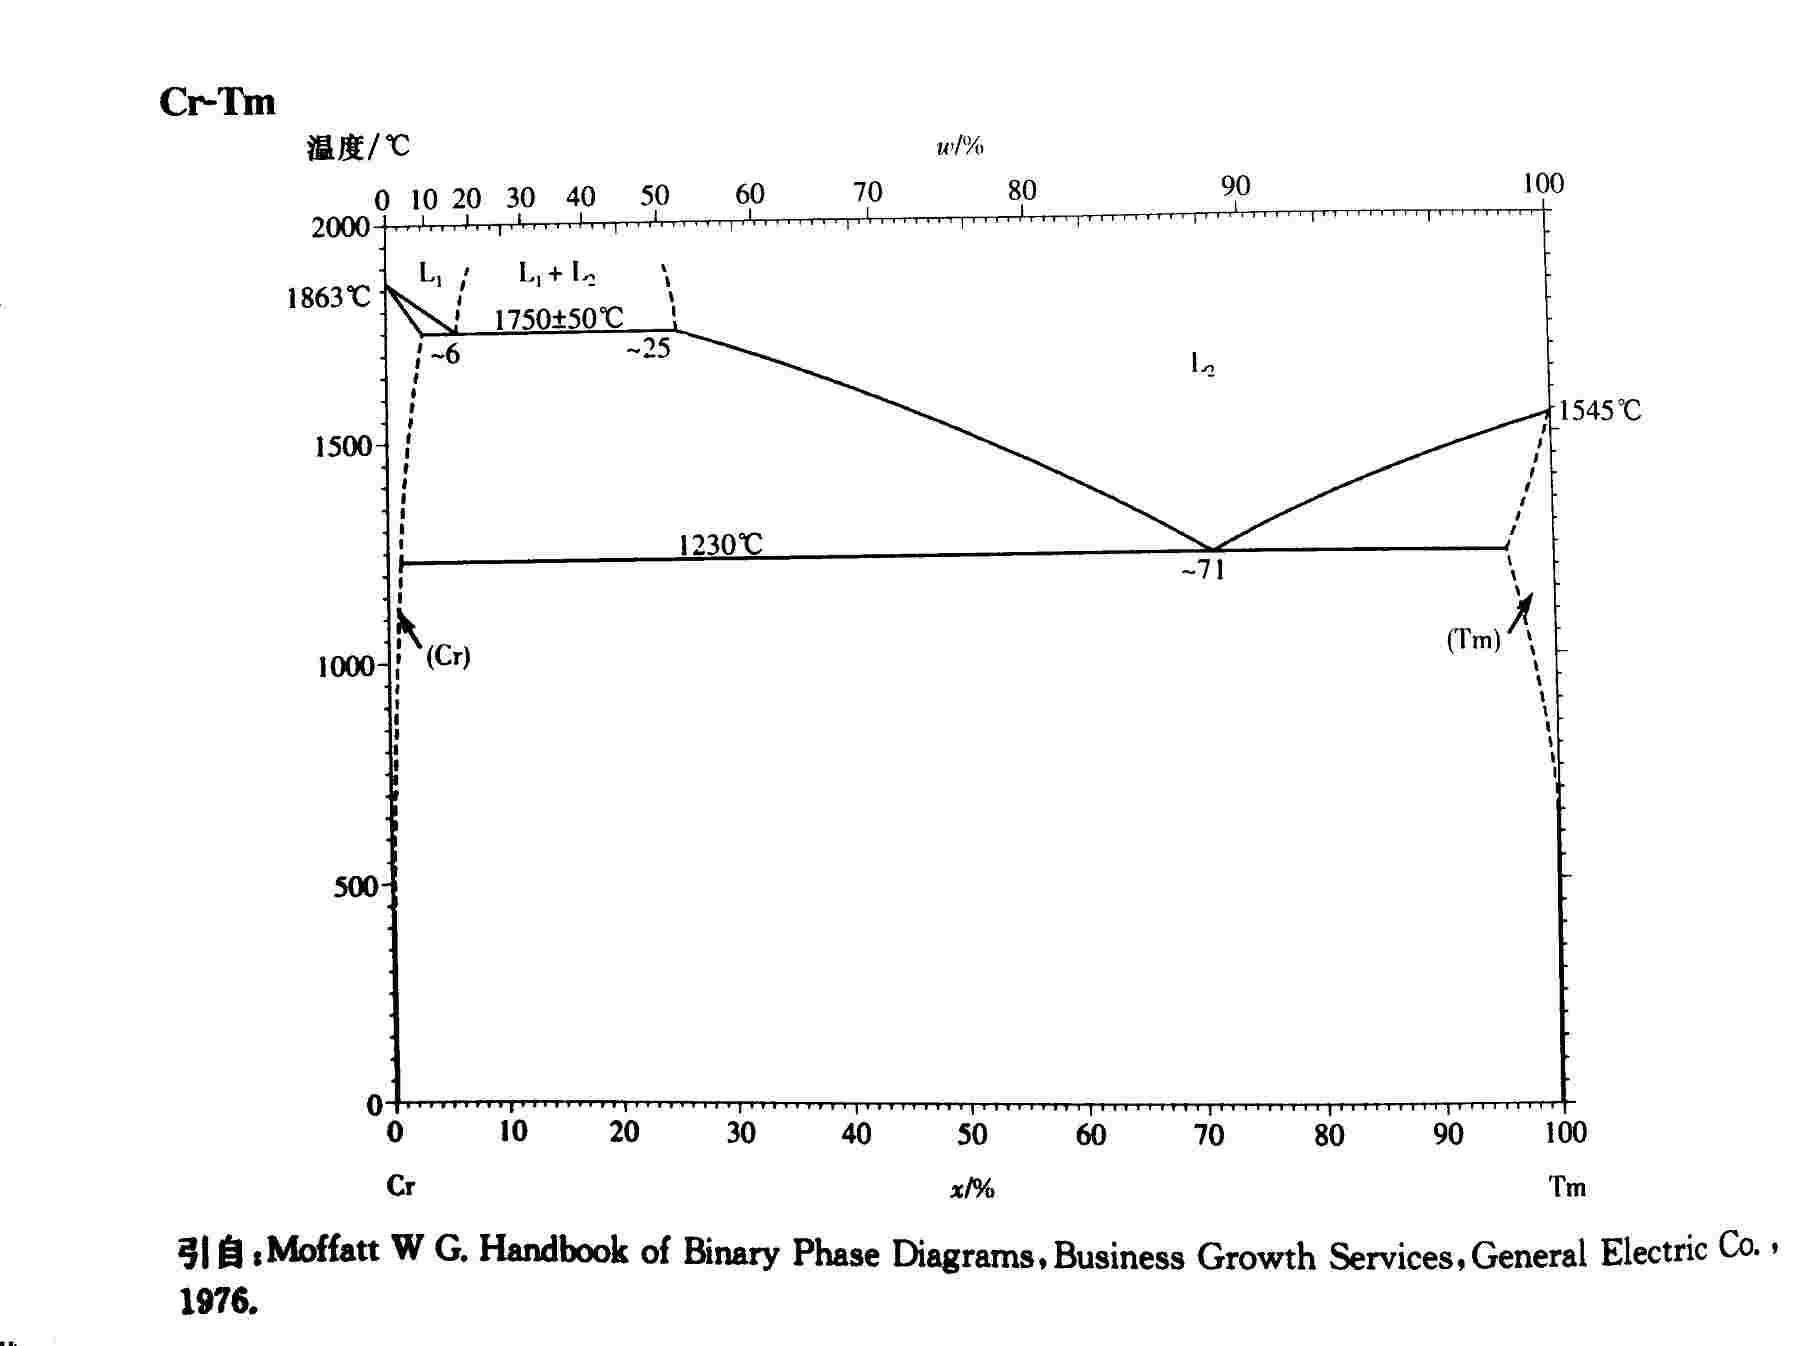 Cr-Tm
温度/℃
w/%
0 10 20 30 40 50 60 70 80 90 100
2000
L₁
L₁ + L₂
1863℃
1750±50℃
~6
~25
L₂
1545℃
1500
1230℃
~71
(Cr)
(Tm)
1000
500
0
0 10 20 30 40 50 60 70 80 90 100
Cr
x/%
Tm
引自:Moffatt W G. Handbook of Binary Phase Diagrams, Business Growth Services, General Electric Co.,
1976.